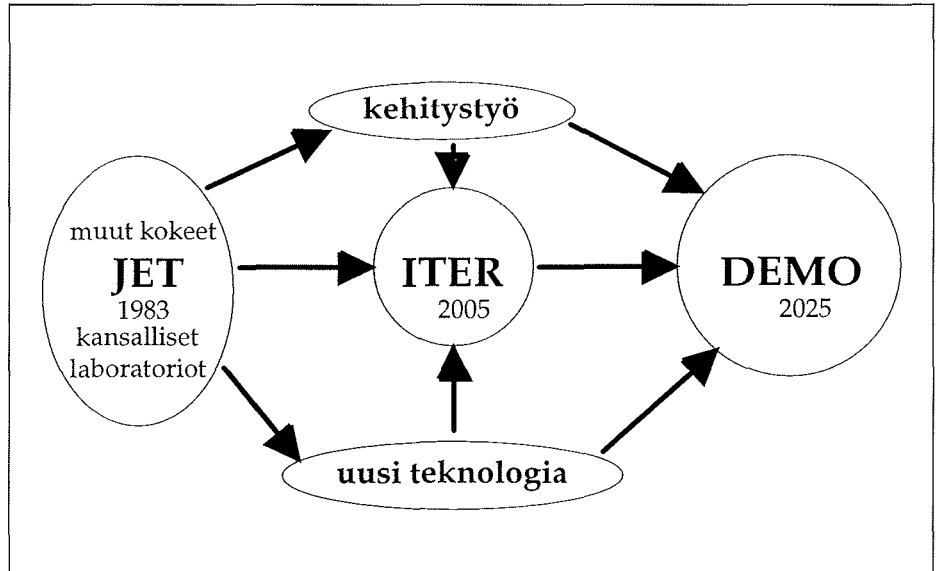 kehitystyö
muut kokeet
JET
1983
kansalliset
laboratoriot
ITER
2005
DEMO
2025
uusi teknologia